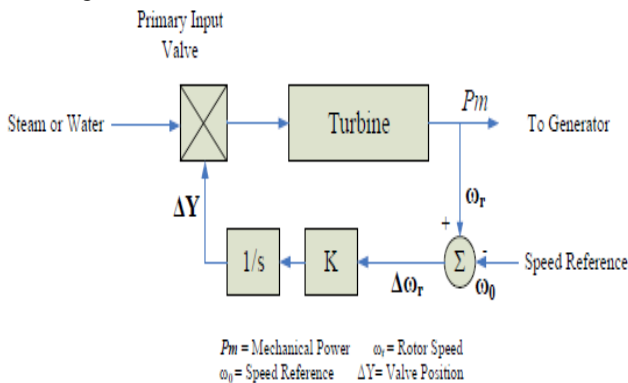 Primary Input
Valve
Steam or Water
Turbine
Pm
To Generator
ΔY
ωr
+
-
1/s
K
Σ
Speed Reference
Δωr
ω0
Pm = Mechanical Power ωr = Rotor Speed
ω0 = Speed Reference ΔY= Valve Position